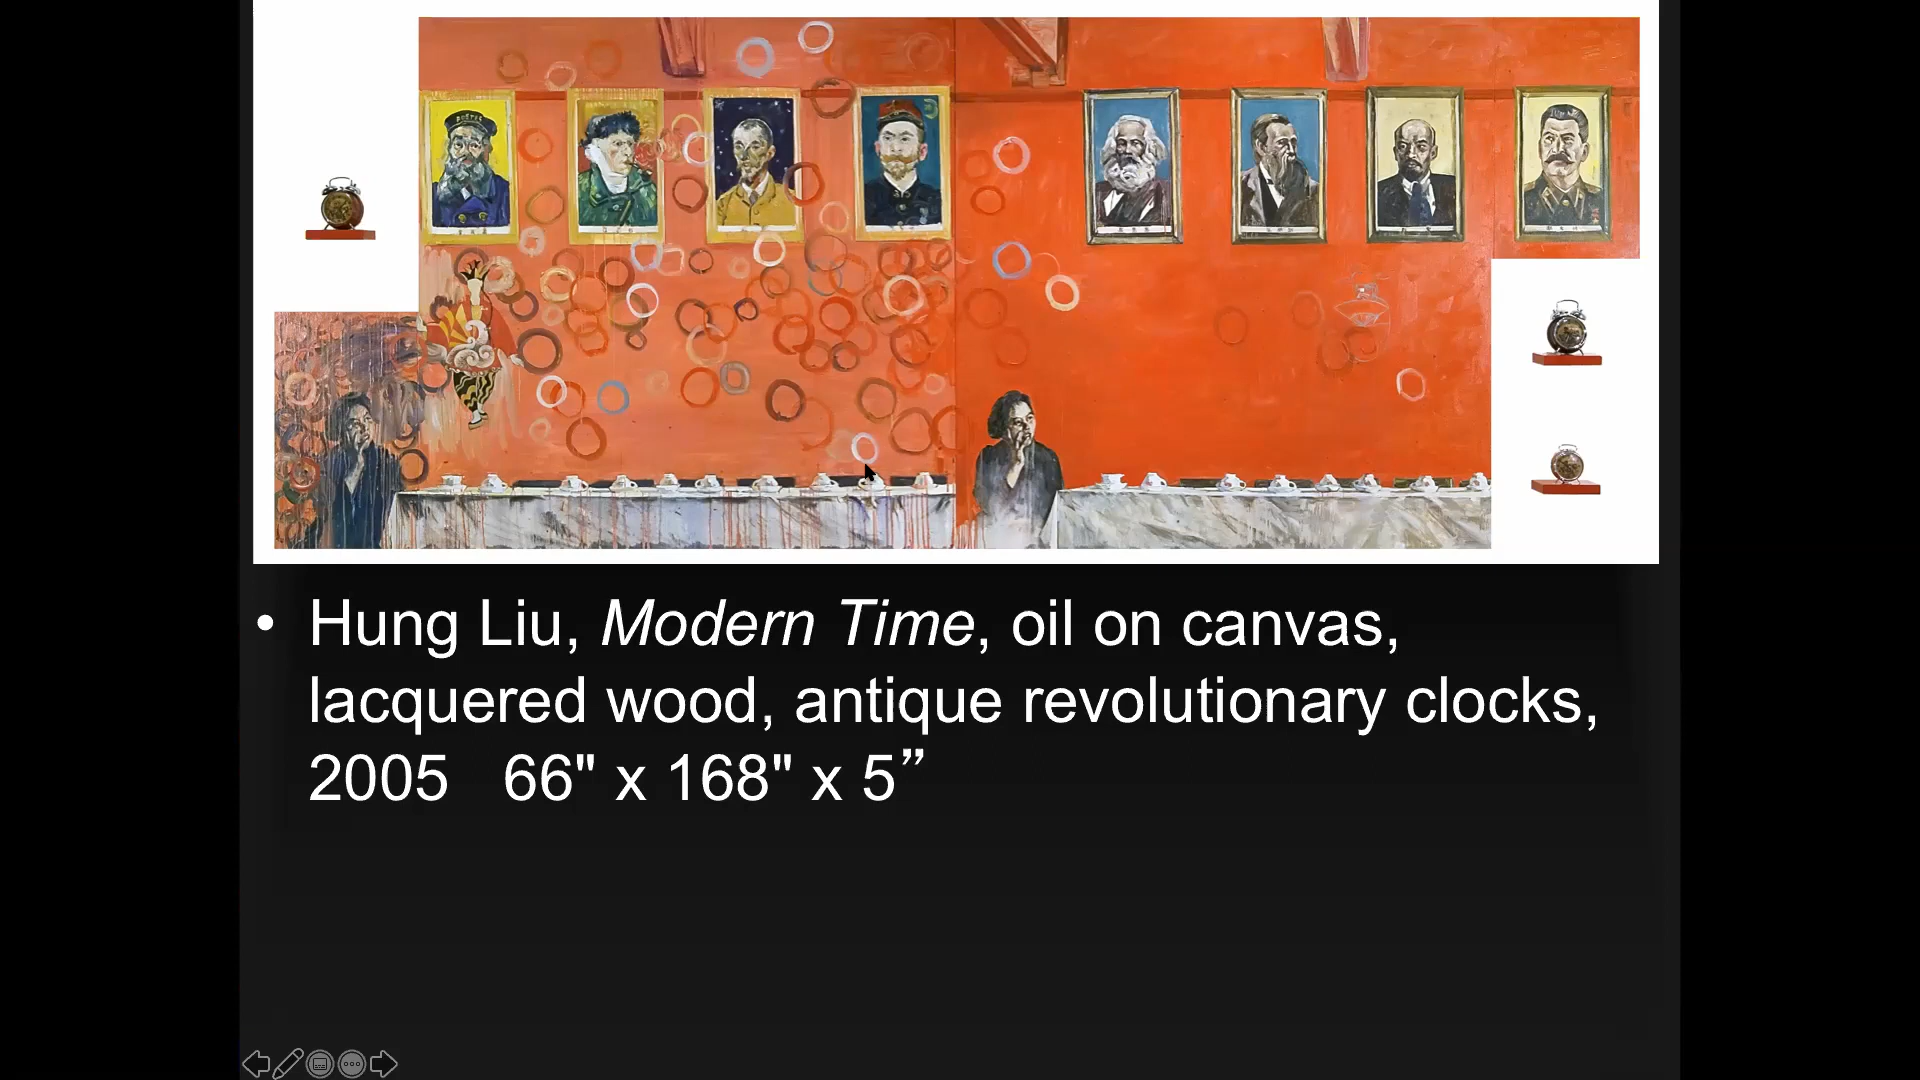 • Hung Liu, Modern Time, oil on canvas,
lacquered wood, antique revolutionary clocks,
2005 66" x 168" x 5”